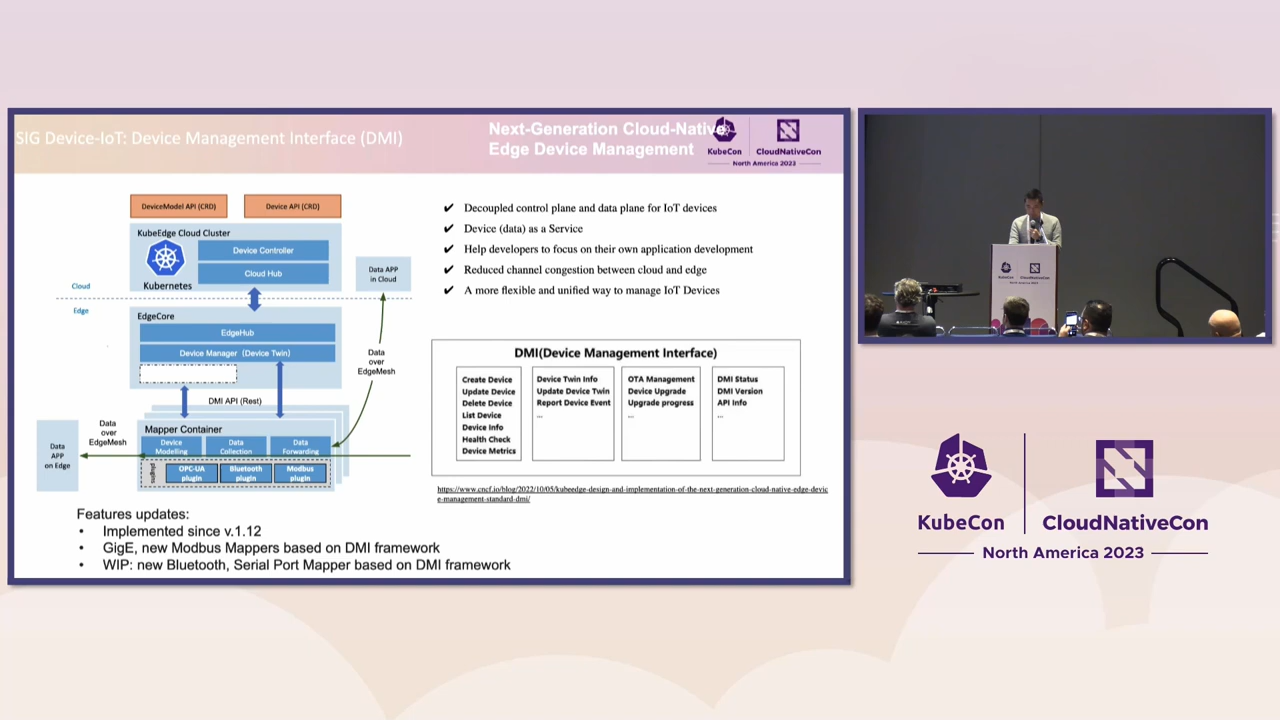 SIG Device-IoT: Device Management Interface (DMI)
Next-Generation Cloud-Native
Edge Device Management
KubeCon
CloudNativeCon
North America 2023
DeviceModel API (CRD)
Device API (CRD)
KubeEdge Cloud Cluster
Device Controller
Cloud Hub
Kubernetes
Data APP
in Cloud
Cloud
Edge
EdgeCore
EdgeHub
Device Manager (Device Twin)
Data
over
EdgeMesh
DMI API (Rest)
Data
over
EdgeMesh
Data
APP
on Edge
Mapper Container
Device
Modelling
Data
Collection
Data
Forwarding
OPC-UA
plugin
Bluetooth
plugin
Modbus
plugin
✔ Decoupled control plane and data plane for IoT devices
✔ Device (data) as a Service
✔ Help developers to focus on their own application development
✔ Reduced channel congestion between cloud and edge
✔ A more flexible and unified way to manage IoT Devices
DMI(Device Management Interface)
Create Device
Update Device
Delete Device
List Device
Device Info
Health Check
Device Metrics
Device Twin Info
Update Device Twin
Report Device Event
...
OTA Management
Device Upgrade
Upgrade progress
...
DMI Status
DMI Version
API Info
...
https://www.cncf.io/blog/2022/10/05/kubeedge-design-and-implementation-of-the-next-generation-cloud-native-edge-devic
e-management-standard-dmi/
Features updates:
• Implemented since v.1.12
• GigE, new Modbus Mappers based on DMI framework
• WIP: new Bluetooth, Serial Port Mapper based on DMI framework
KubeCon
CloudNativeCon
North America 2023